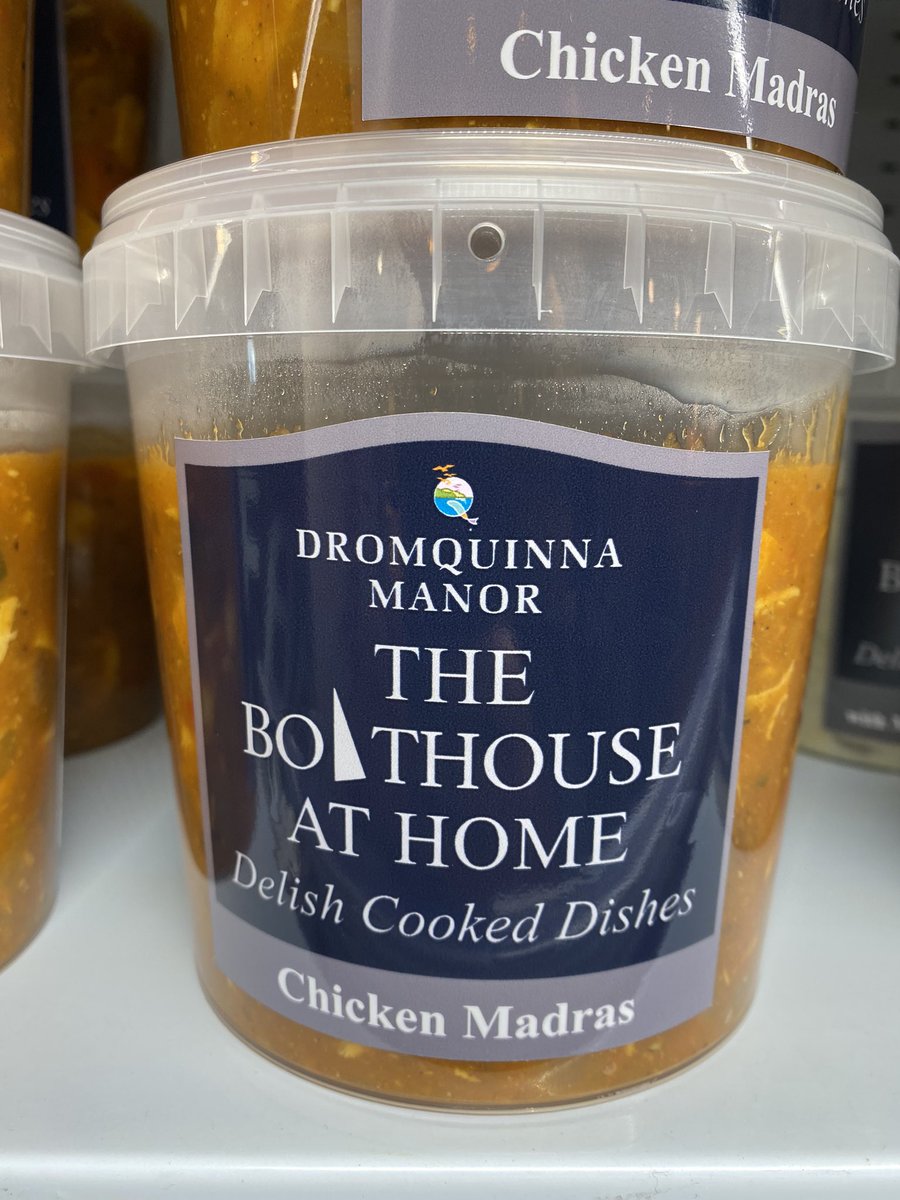 Chicken Madras
DROMQUINNA
MANOR
THE
BOATHOUSE
AT HOME
Delish Cooked Dishes
Chicken Madras